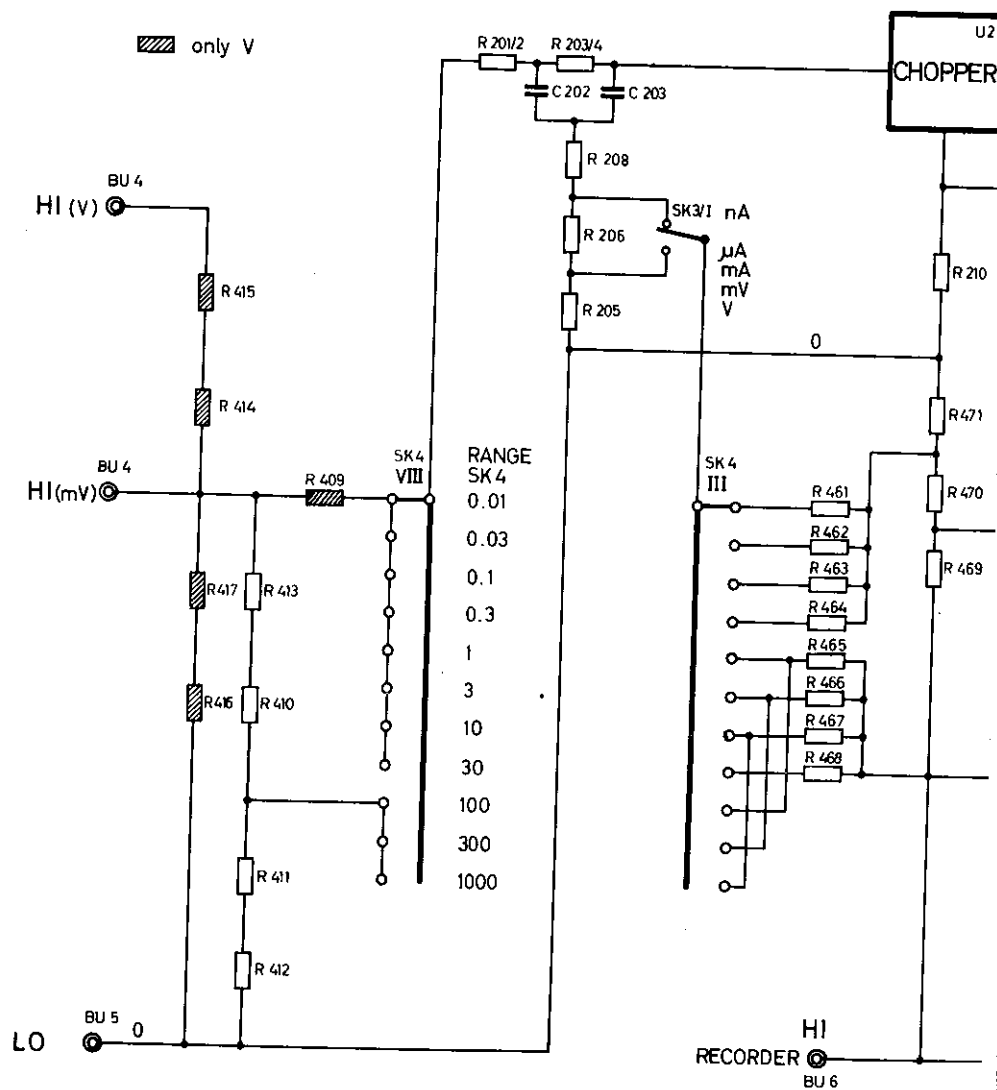 only V
R 201/2
R 203/4
U2
CHOPPER
C 202
C 203
R 208
BU 4
HI (V)
SK3/I
nA
R 206
µA
mA
mV
V
R 415
R 210
R 205
0
R 414
R 471
BU 4
HI (mV)
R 409
SK4
VIII
RANGE
SK 4
SK 4
III
0.01
R 461
R 470
0.03
R 462
0.1
R 463
R 469
R 417
R 413
0.3
R 464
1
R 465
3
R 466
R 416
R 410
10
R 467
30
R 468
100
300
1000
R 411
R 412
BU 5
LO
0
HI
RECORDER
BU 6